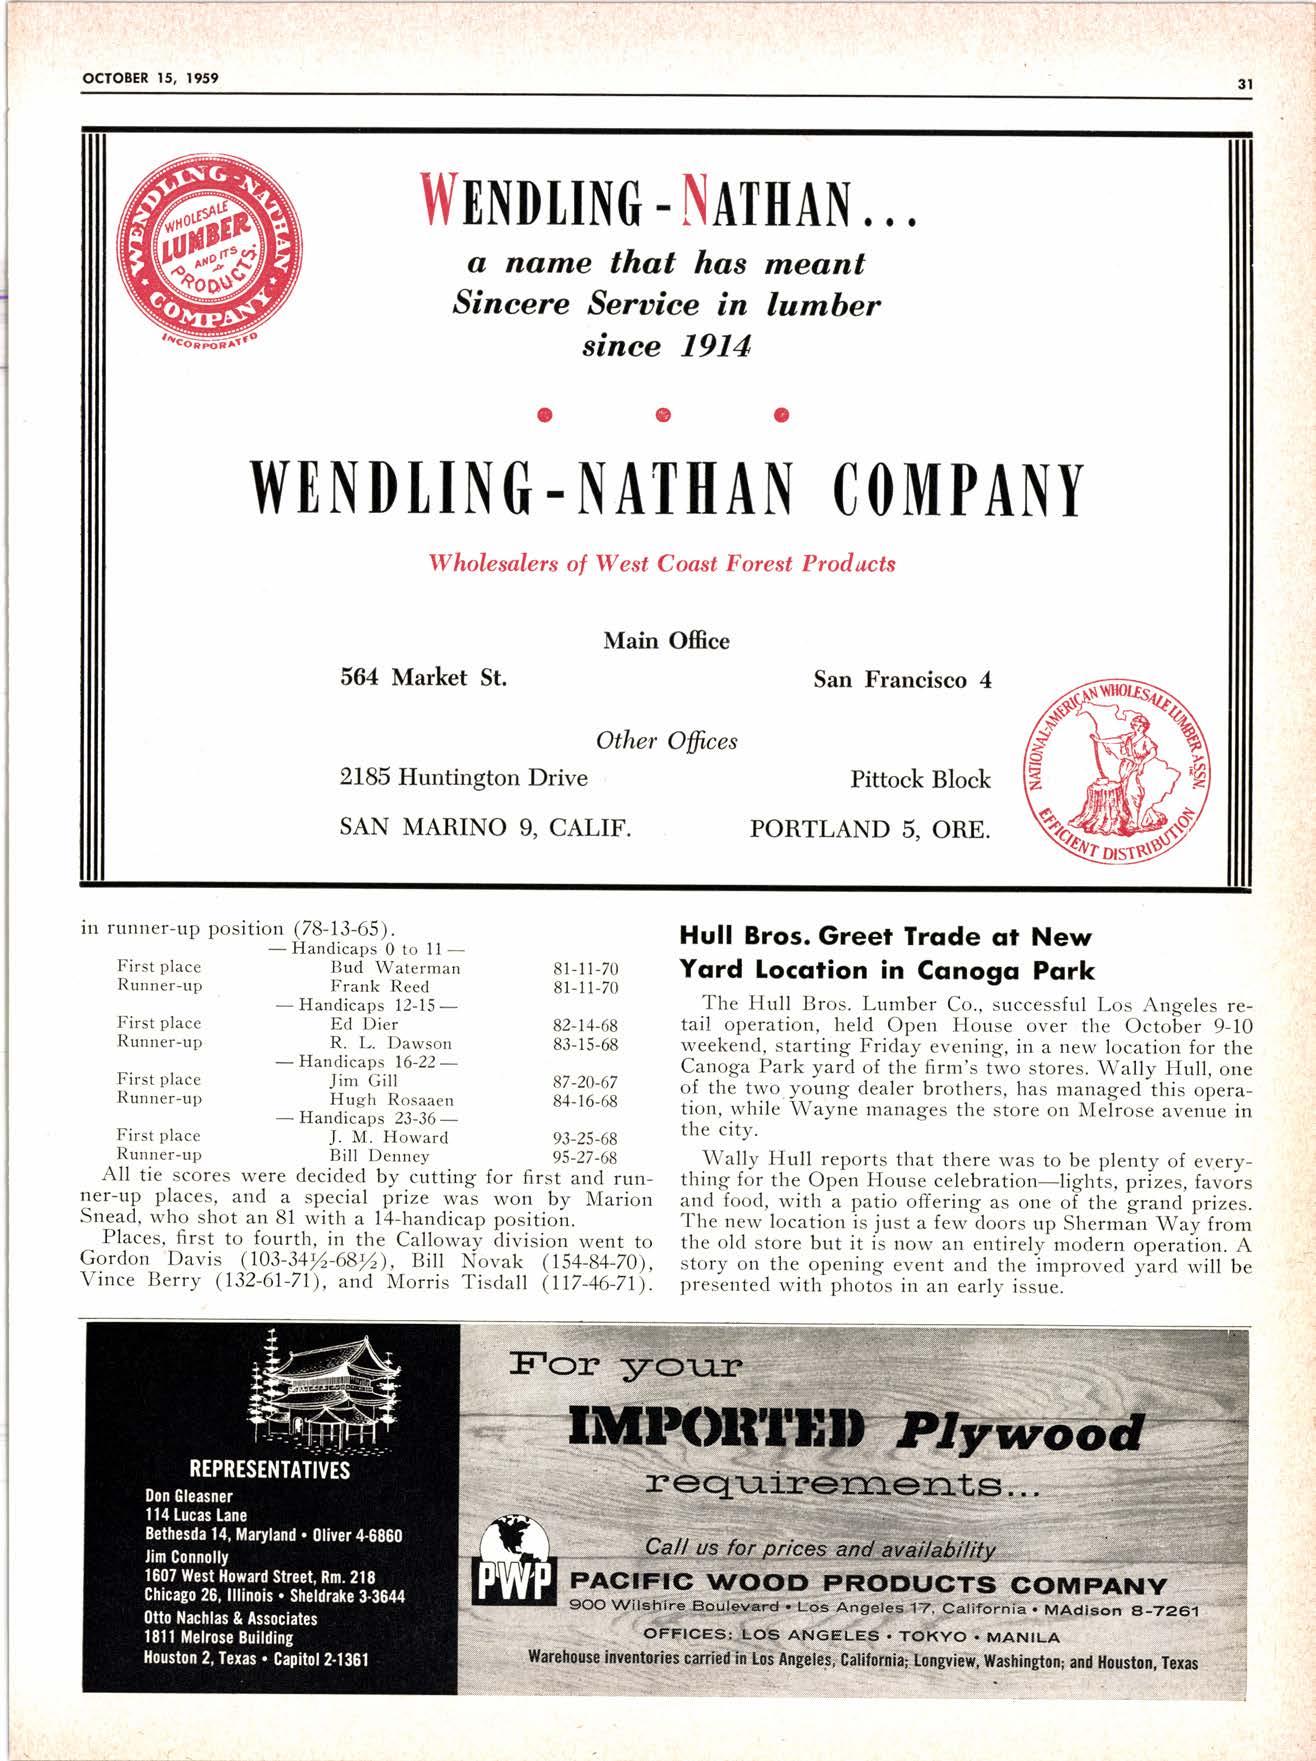 OCTOBER 15, 1959
31
WENDLING-NATHAN COMPANY
INCORPORATED
WHOLESALE
LUMBER
AND ITS
PRODUCTS.
WENDLING-NATHAN...
a name that has meant
Sincere Service in lumber
since 1914
WENDLING-NATHAN COMPANY
Wholesalers of West Coast Forest Products
Main Office
564 Market St. San Francisco 4
Other Offices
2185 Huntington Drive Pittock Block
SAN MARINO 9, CALIF. PORTLAND 5, ORE.
NATIONAL-AMERICAN WHOLESALE LUMBER ASSN. INC.
EFFICIENT DISTRIBUTION
in runner-up position (78-13-65).
— Handicaps 0 to 11 —
First place Bud Waterman 81-11-70
Runner-up Frank Reed 81-11-70
— Handicaps 12-15 —
First place Ed Dier 82-14-68
Runner-up R. L. Dawson 83-15-68
— Handicaps 16-22 —
First place Jim Gill 87-20-67
Runner-up Hugh Rosaaen 84-16-68
— Handicaps 23-36 —
First place J. M. Howard 93-25-68
Runner-up Bill Denney 95-27-68
All tie scores were decided by cutting for first and run-
ner-up places, and a special prize was won by Marion
Snead, who shot an 81 with a 14-handicap position.
Places, first to fourth, in the Calloway division went to
Gordon Davis (103-34½-68½), Bill Novak (154-84-70),
Vince Berry (132-61-71), and Morris Tisdall (117-46-71).
Hull Bros. Greet Trade at New
Yard Location in Canoga Park
The Hull Bros. Lumber Co., successful Los Angeles re-
tail operation, held Open House over the October 9-10
weekend, starting Friday evening, in a new location for the
Canoga Park yard of the firm's two stores. Wally Hull, one
of the two young dealer brothers, has managed this opera-
tion, while Wayne manages the store on Melrose avenue in
the city.
Wally Hull reports that there was to be plenty of every-
thing for the Open House celebration—lights, prizes, favors
and food, with a patio offering as one of the grand prizes.
The new location is just a few doors up Sherman Way from
the old store but it is now an entirely modern operation. A
story on the opening event and the improved yard will be
presented with photos in an early issue.
REPRESENTATIVES
Don Gleasner
114 Lucas Lane
Bethesda 14, Maryland • Oliver 4-6860
Jim Connolly
1607 West Howard Street, Rm. 218
Chicago 26, Illinois • Sheldrake 3-3644
Otto Nachlas & Associates
1811 Melrose Building
Houston 2, Texas • Capitol 2-1361
For your
IMPORTED Plywood
requirements...
Call us for prices and availability
PWP
PACIFIC WOOD PRODUCTS COMPANY
900 Wilshire Boulevard • Los Angeles 17, California • MAdison 8-7261
OFFICES: LOS ANGELES • TOKYO • MANILA
Warehouse inventories carried in Los Angeles, California; Longview, Washington; and Houston, Texas